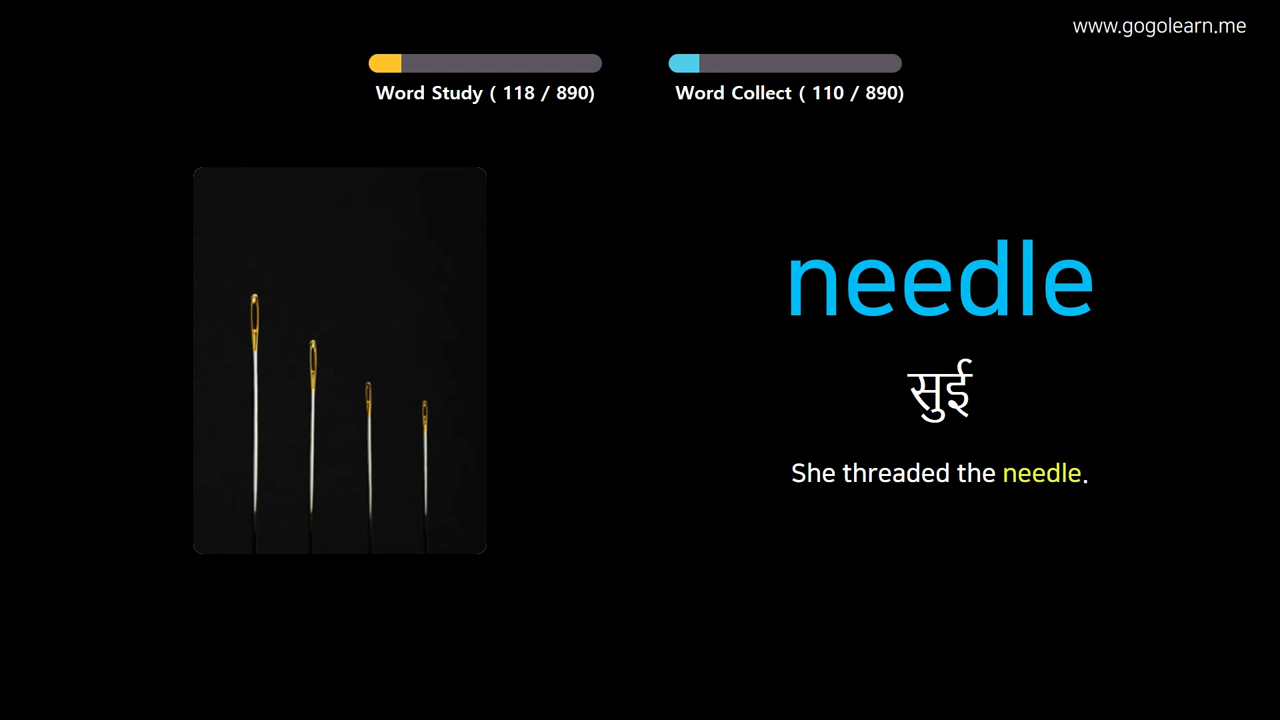 www.gogolearn.me
Word Study ( 118 / 890)
Word Collect ( 110 / 890)
needle
सुई
She threaded the needle.